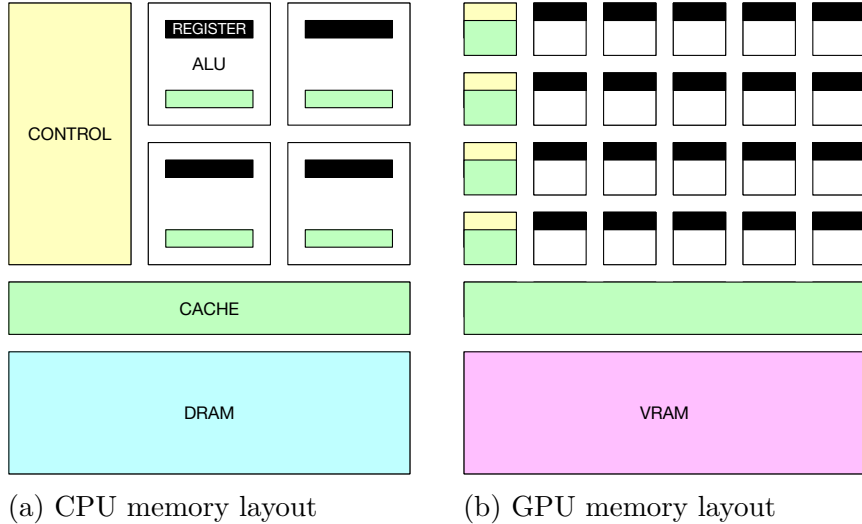 REGISTER
ALU
CONTROL
CACHE
DRAM
VRAM
(a) CPU memory layout
(b) GPU memory layout